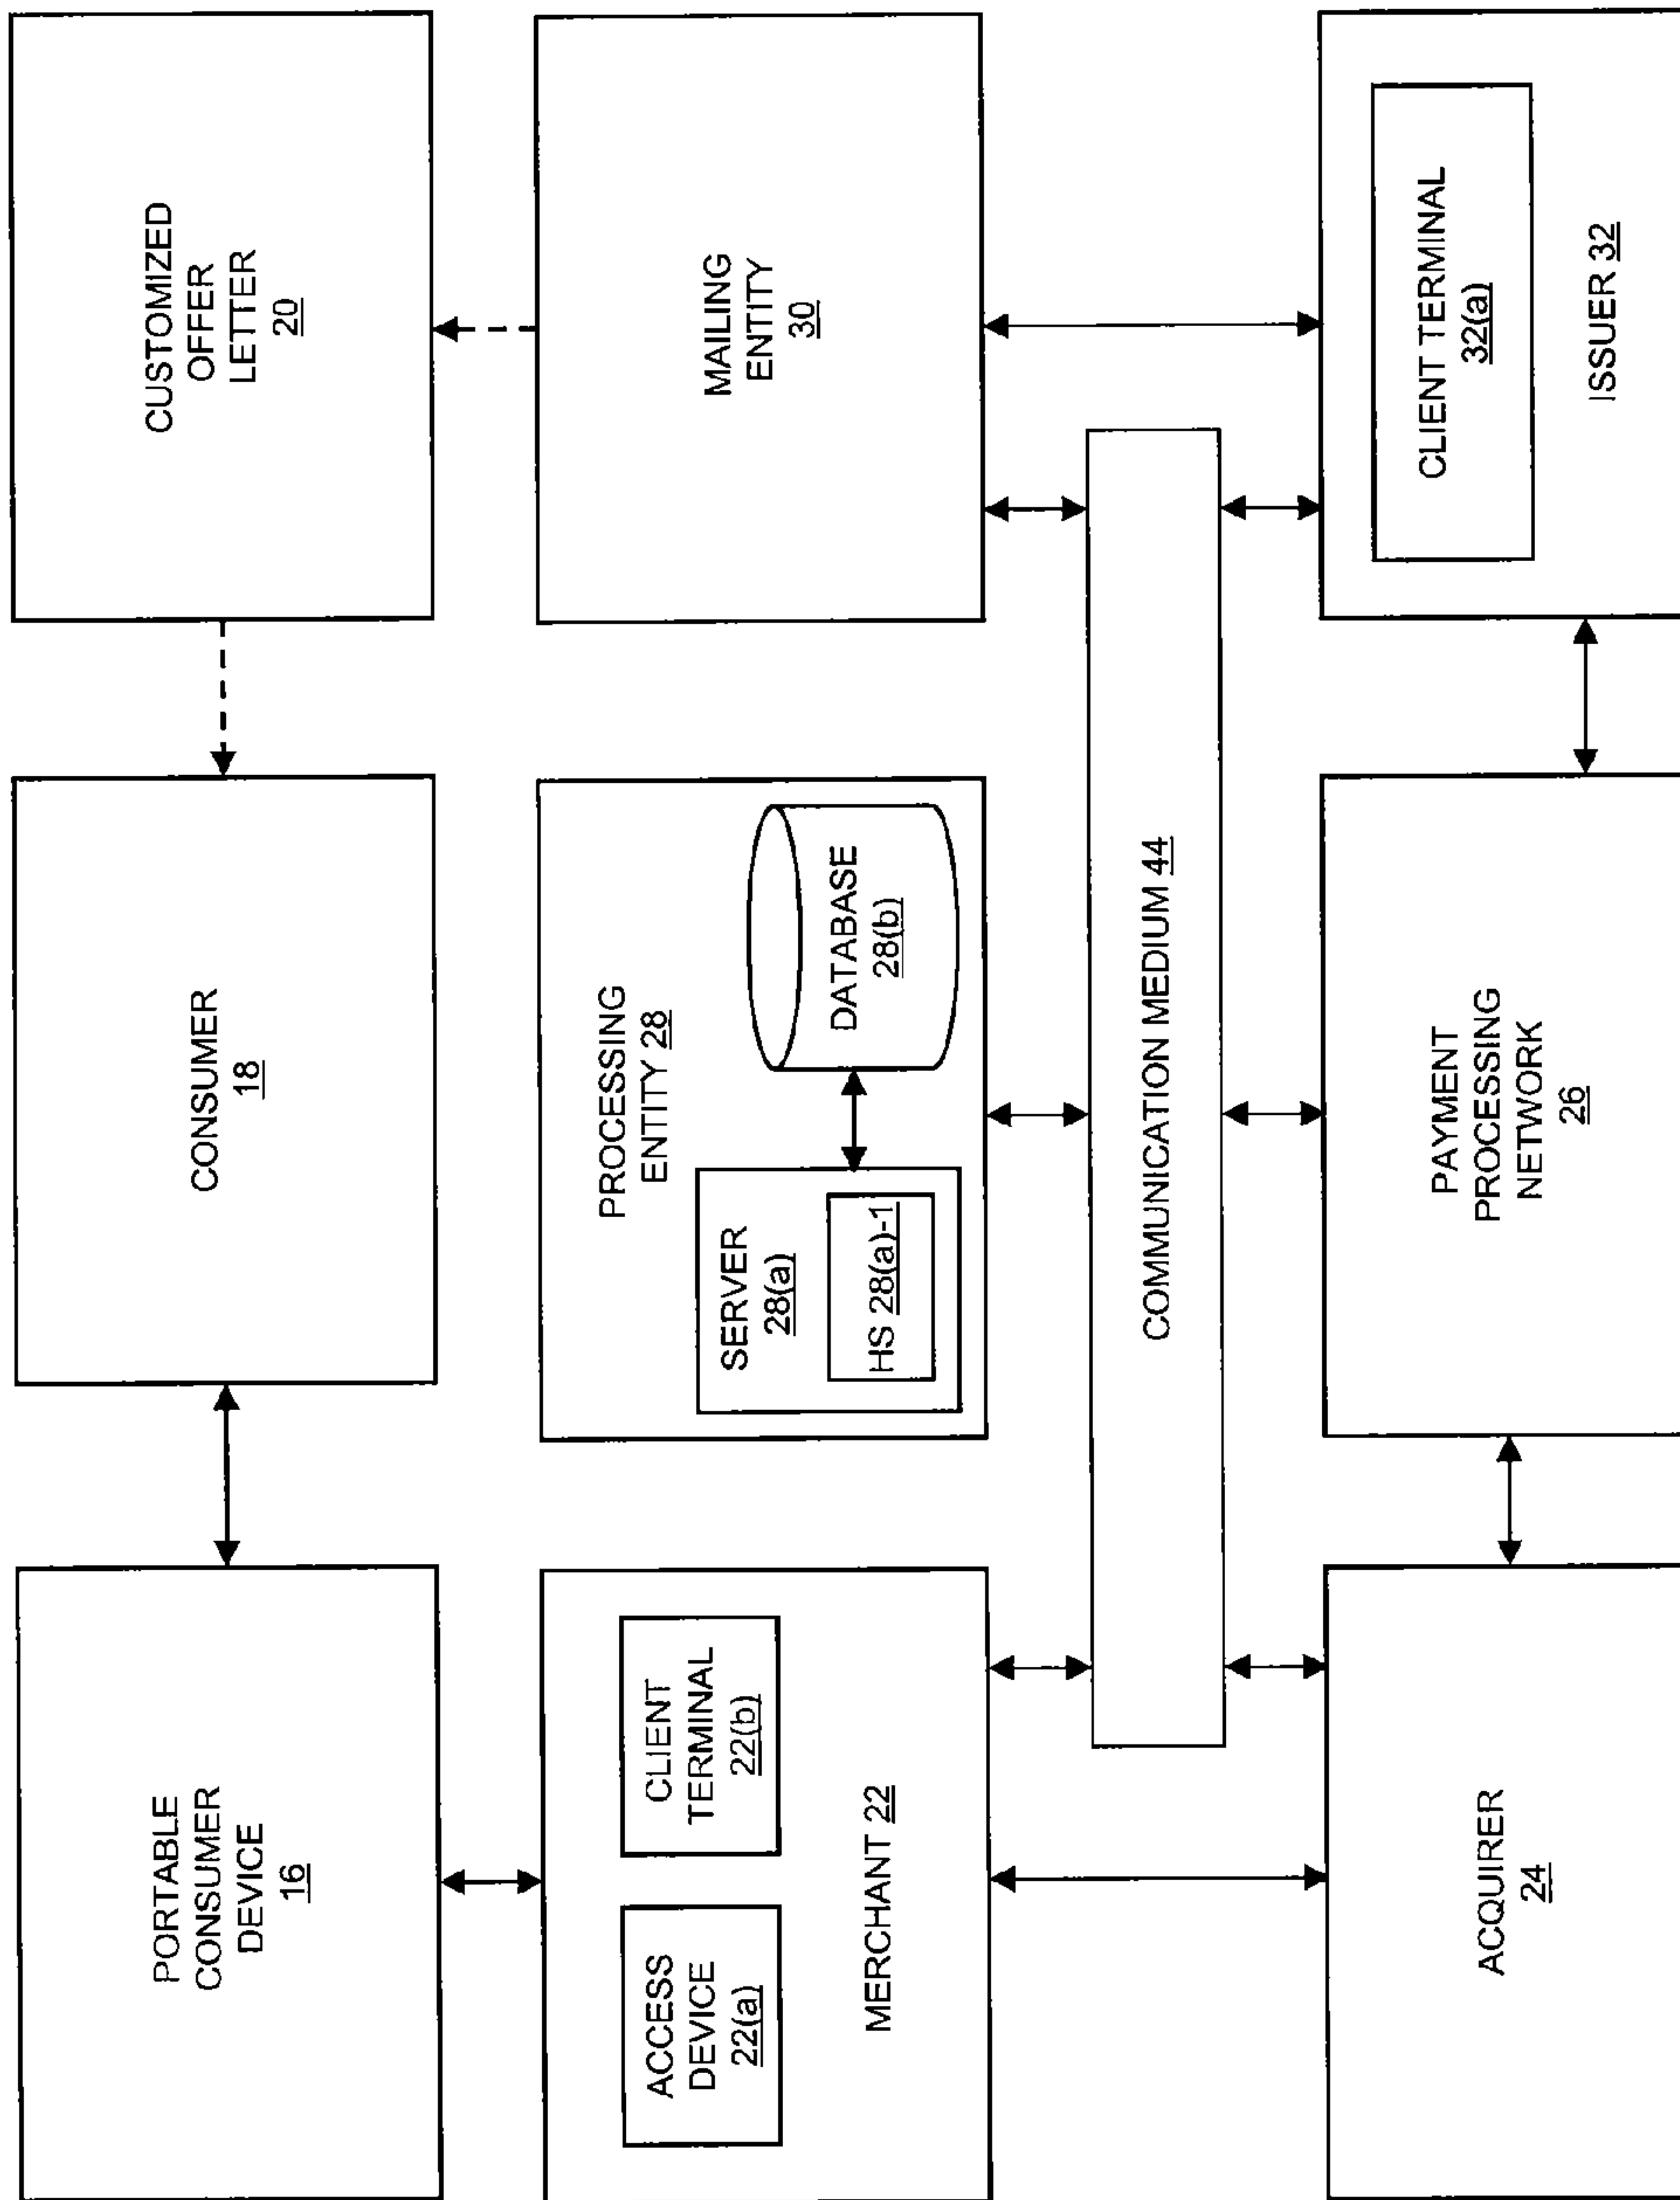 PORTABLE
CONSUMER
DEVICE
16
CONSUMER
18
CUSTOMIZED
OFFER
LETTER
20
ACCESS
DEVICE
22(a)
CLIENT
TERMINAL
22(b)
MERCHANT 22
PROCESSING
ENTITY 28
SERVER
28(a)
HS 28(a)-1
DATABASE
28(b)
MAILING
ENTITY
30
COMMUNICATION MEDIUM 44
ACQUIRER
24
PAYMENT
PROCESSING
NETWORK
26
CLIENT TERMINAL
32(a)
ISSUER 32